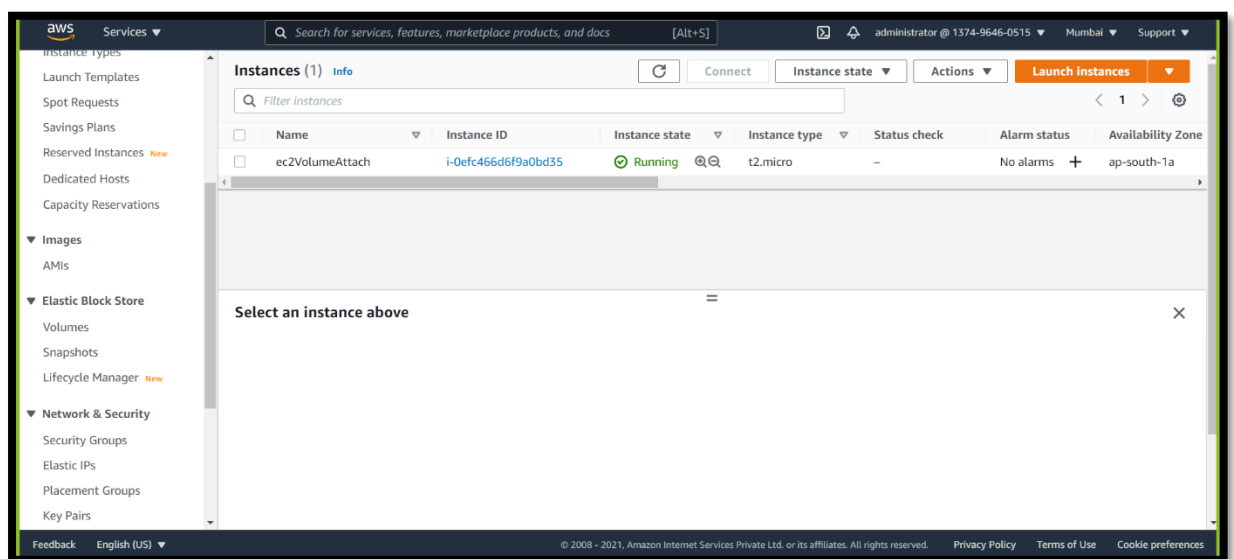 aws Services ▼ Search for services, features, marketplace products, and docs [Alt+S] administrator @ 1374-9646-0515 ▼ Mumbai ▼ Support ▼
Instance Types
Launch Templates
Spot Requests
Savings Plans
Reserved Instances New
Dedicated Hosts
Capacity Reservations
▼ Images
AMIs
▼ Elastic Block Store
Volumes
Snapshots
Lifecycle Manager New
▼ Network & Security
Security Groups
Elastic IPs
Placement Groups
Key Pairs
Instances (1) Info Connect Instance state ▼ Actions ▼ Launch instances ▼
Filter instances < 1 >
Name Instance ID Instance state Instance type Status check Alarm status Availability Zone
ec2VolumeAttach i-0efc466d6f9a0bd35 Running t2.micro – No alarms + ap-south-1a
Select an instance above
Feedback English (US) ▼ © 2008 - 2021, Amazon Internet Services Private Ltd. or its affiliates. All rights reserved. Privacy Policy Terms of Use Cookie preferences